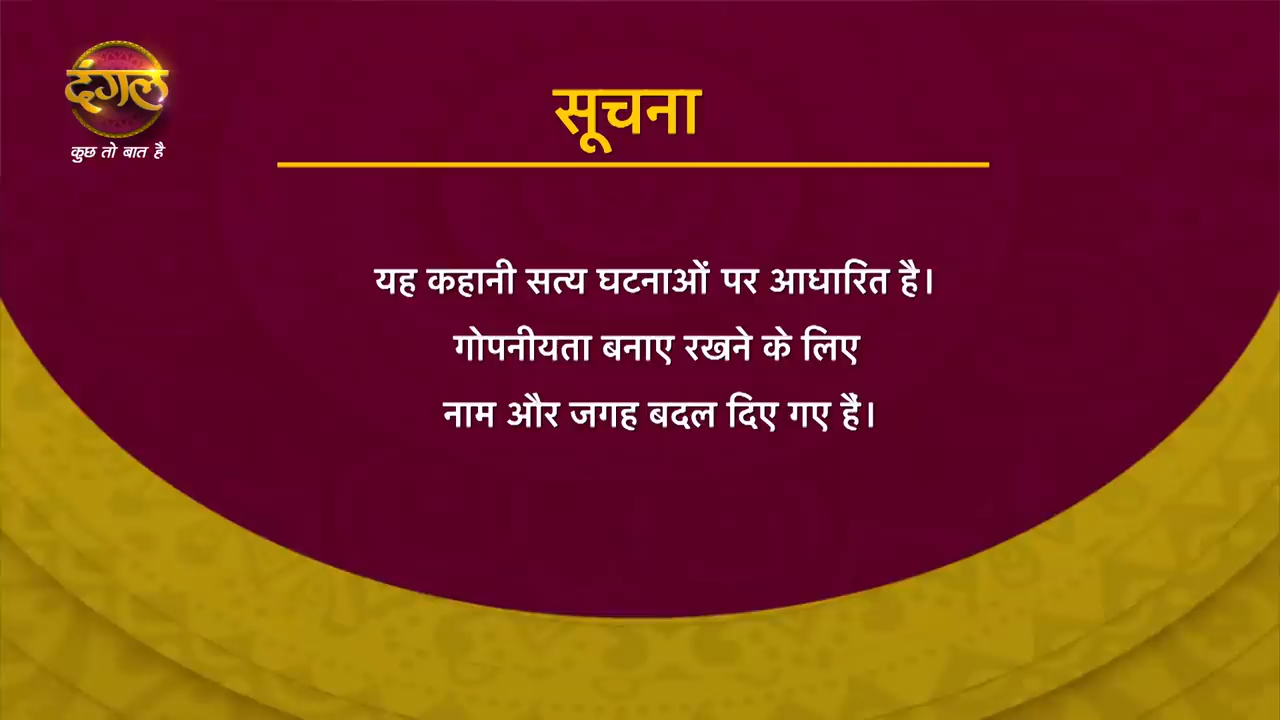 दंगल
कुछ तो बात है
सूचना
यह कहानी सत्य घटनाओं पर आधारित है।
गोपनीयता बनाए रखने के लिए
नाम और जगह बदल दिए गए हैं।